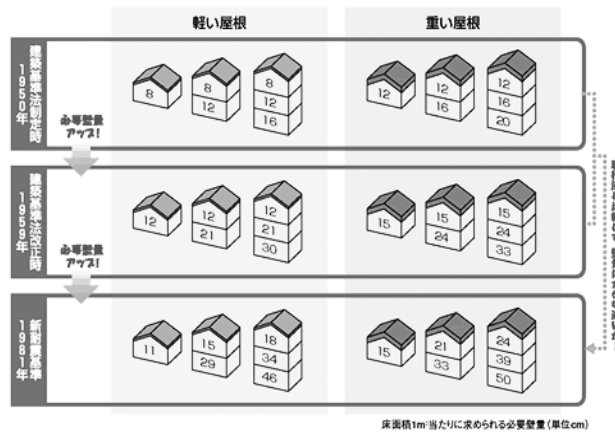 軽い屋根
重い屋根
建築基準法制定時
1950年
8
8
12
8
12
16
12
12
16
12
16
20
必要壁量
アップ!
建築基準法改正時
1959年
12
12
21
12
21
30
15
15
24
15
24
33
必要壁量
アップ!
新耐震基準
1981年
11
15
29
18
34
46
15
21
33
24
39
50
床面積1m²当たりに求められる必要壁量(単位cm)